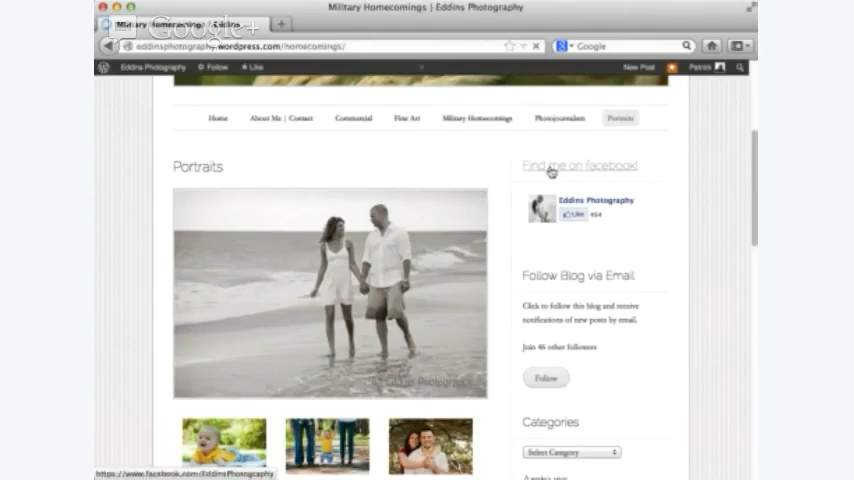 Military Homecomings | Eddins Photography
Military Homecomings | Eddins
Google+
eddinsphotography.wordpress.com/homecomings/
Google
Eddins Photography
Follow
Like
New Post
Patrick
Home
About Me | Contact
Commercial
Fine Art
Military Homecomings
Photojournalism
Portraits
Portraits
Find me on facebook!
Eddins Photography
Like
454
Follow Blog via Email
Click to follow this blog and receive
notifications of new posts by email.
Join 46 other followers
Follow
Categories
Select Category
https://www.facebook.com/EddinsPhotography